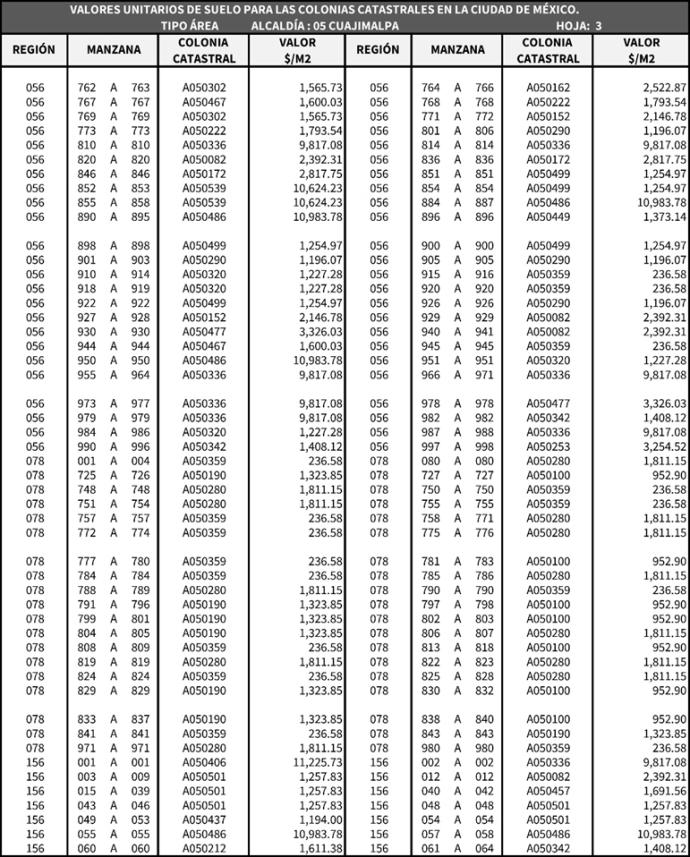 VALORES UNITARIOS DE SUELO PARA LAS COLONIAS CATASTRALES EN LA CIUDAD DE MÉXICO.
TIPO ÁREA ALCALDÍA : 05 CUAJIMALPA HOJA: 3
REGIÓN MANZANA COLONIA CATASTRAL VALOR $/M2 REGIÓN MANZANA COLONIA CATASTRAL VALOR $/M2
056 762 A 763 A050302 1,565.73 056 764 A 766 A050162 2,522.87
056 767 A 767 A050467 1,600.03 056 768 A 768 A050222 1,793.54
056 769 A 769 A050302 1,565.73 056 771 A 772 A050152 2,146.78
056 773 A 773 A050222 1,793.54 056 801 A 806 A050290 1,196.07
056 810 A 810 A050336 9,817.08 056 814 A 814 A050336 9,817.08
056 820 A 820 A050082 2,392.31 056 836 A 836 A050172 2,817.75
056 846 A 846 A050172 2,817.75 056 851 A 851 A050499 1,254.97
056 852 A 853 A050539 10,624.23 056 854 A 854 A050499 1,254.97
056 855 A 858 A050539 10,624.23 056 884 A 887 A050486 10,983.78
056 890 A 895 A050486 10,983.78 056 896 A 896 A050449 1,373.14
056 898 A 898 A050499 1,254.97 056 900 A 900 A050499 1,254.97
056 901 A 903 A050290 1,196.07 056 905 A 905 A050290 1,196.07
056 910 A 914 A050320 1,227.28 056 915 A 916 A050359 236.58
056 918 A 919 A050320 1,227.28 056 920 A 920 A050359 236.58
056 922 A 922 A050499 1,254.97 056 926 A 926 A050290 1,196.07
056 927 A 928 A050152 2,146.78 056 929 A 929 A050082 2,392.31
056 930 A 930 A050477 3,326.03 056 940 A 941 A050082 2,392.31
056 944 A 944 A050467 1,600.03 056 945 A 945 A050359 236.58
056 950 A 950 A050486 10,983.78 056 951 A 951 A050320 1,227.28
056 955 A 964 A050336 9,817.08 056 966 A 971 A050336 9,817.08
056 973 A 977 A050336 9,817.08 056 978 A 978 A050477 3,326.03
056 979 A 979 A050336 9,817.08 056 982 A 982 A050342 1,408.12
056 984 A 986 A050320 1,227.28 056 987 A 988 A050336 9,817.08
056 990 A 996 A050342 1,408.12 056 997 A 998 A050253 3,254.52
078 001 A 004 A050359 236.58 078 080 A 080 A050280 1,811.15
078 725 A 726 A050190 1,323.85 078 727 A 727 A050100 952.90
078 748 A 748 A050280 1,811.15 078 750 A 750 A050359 236.58
078 751 A 754 A050280 1,811.15 078 755 A 755 A050359 236.58
078 757 A 757 A050359 236.58 078 758 A 771 A050280 1,811.15
078 772 A 774 A050359 236.58 078 775 A 776 A050280 1,811.15
078 777 A 780 A050359 236.58 078 781 A 783 A050100 952.90
078 784 A 784 A050359 236.58 078 785 A 786 A050280 1,811.15
078 788 A 789 A050280 1,811.15 078 790 A 790 A050359 236.58
078 791 A 796 A050190 1,323.85 078 797 A 798 A050100 952.90
078 799 A 801 A050190 1,323.85 078 802 A 803 A050100 952.90
078 804 A 805 A050190 1,323.85 078 806 A 807 A050280 1,811.15
078 808 A 809 A050359 236.58 078 813 A 818 A050100 952.90
078 819 A 819 A050280 1,811.15 078 822 A 823 A050280 1,811.15
078 824 A 824 A050359 236.58 078 825 A 828 A050280 1,811.15
078 829 A 829 A050190 1,323.85 078 830 A 832 A050100 952.90
078 833 A 837 A050190 1,323.85 078 838 A 840 A050100 952.90
078 841 A 841 A050359 236.58 078 843 A 843 A050190 1,323.85
078 971 A 971 A050280 1,811.15 078 980 A 980 A050359 236.58
156 001 A 001 A050406 11,225.73 156 002 A 002 A050336 9,817.08
156 003 A 009 A050501 1,257.83 156 012 A 012 A050082 2,392.31
156 015 A 039 A050501 1,257.83 156 040 A 042 A050457 1,691.56
156 043 A 046 A050501 1,257.83 156 048 A 048 A050501 1,257.83
156 049 A 053 A050437 1,194.00 156 054 A 054 A050501 1,257.83
156 055 A 055 A050486 10,983.78 156 057 A 058 A050486 10,983.78
156 060 A 060 A050212 1,611.38 156 061 A 064 A050342 1,408.12